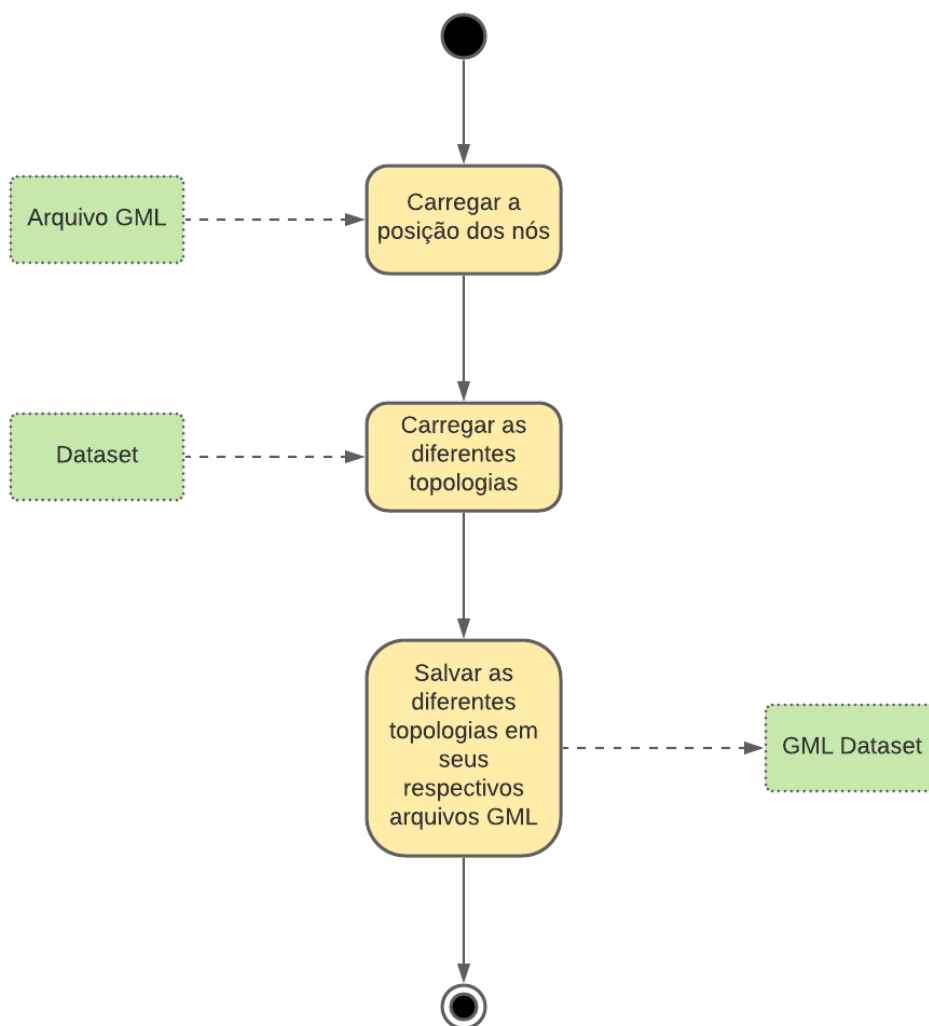 Arquivo GML
Carregar a
posição dos nós
Dataset
Carregar as
diferentes
topologias
Salvar as
diferentes
topologias em
seus
respectivos
arquivos GML
GML Dataset